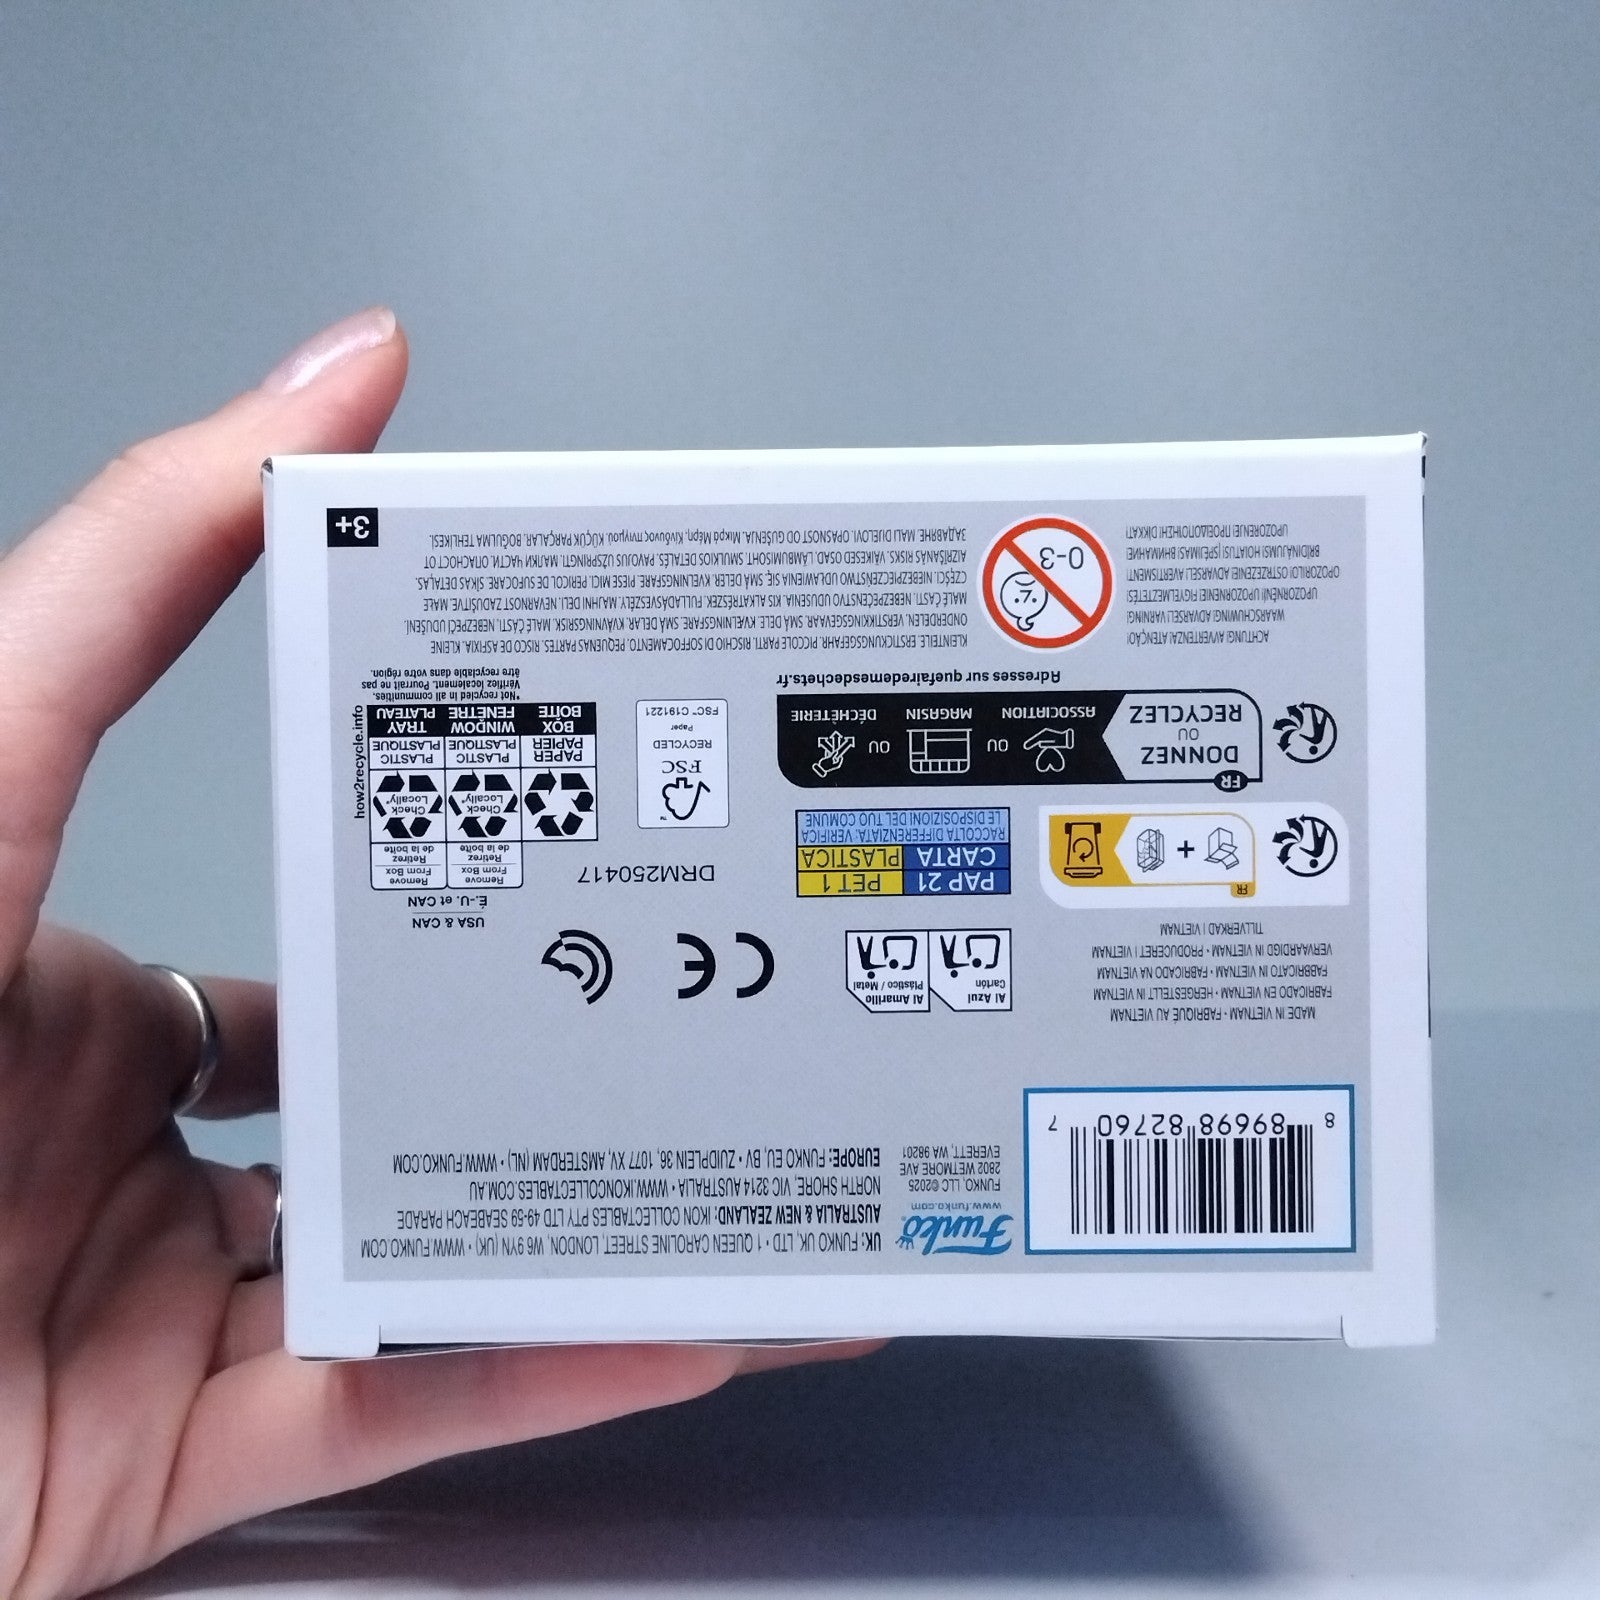 8 89698 82760 7
Funko
www.funko.com
FUNKO, LLC ©2025
2802 WETMORE AVE
EVERETT, WA 98201
UK: FUNKO UK, LTD • 1 QUEEN CAROLINE STREET, LONDON, W6 9YN (UK) • WWW.FUNKO.COM
AUSTRALIA & NEW ZEALAND: IKON COLLECTABLES PTY LTD 49-59 SEABEACH PARADE
NORTH SHORE, VIC 3214 AUSTRALIA • WWW.IKONCOLLECTABLES.COM.AU
EUROPE: FUNKO EU, BV • ZUIDPLEIN 36, 1077 XV, AMSTERDAM (NL) • WWW.FUNKO.COM
MADE IN VIETNAM • FABRIQUÉ AU VIETNAM
FABRICADO EN VIETNAM • HERGESTELLT IN VIETNAM
FABBRICATO IN VIETNAM • FABRICADO NA VIETNAM
VERVAARDIGD IN VIETNAM • PRODUCERET I VIETNAM
TILLVERKAD I VIETNAM
Al Azul
Cartón
Al Amarillo
Plástico / Metal
CE
USA & CAN
É.-U. et CAN
FR
PAP 21
PET 1
CARTA
PLASTICA
RACCOLTA DIFFERENZIATA: VERIFICA
LE DISPOSIZIONI DEL TUO COMUNE
DRM250417
Remove
From Box
Retirez
de la boîte
Remove
From Box
Retirez
de la boîte
Check
Locally*
Check
Locally*
PAPER
PAPIER
PLASTIC
PLASTIQUE
PLASTIC
PLASTIQUE
BOX
BOÎTE
WINDOW
FENÊTRE
TRAY
PLATEAU
how2recycle.info
*Not recycled in all communities.
Vérifiez localement. Pourrait ne pas
être recyclable dans votre région.
™
FSC
RECYCLED
Paper
FSC™ C191221
FR
DONNEZ
OU
RECYCLEZ
ASSOCIATION
OU
MAGASIN
OU
DÉCHÈTERIE
Adresses sur quefairedemesdechets.fr
ACHTUNG! AVVERTENZA! ATENÇÃO!
WAARSCHUWING! ADVARSEL! VARNING!
UPOZORNĚNÍ! UPOZORNENIE! FIGYELMEZTETÉS!
OPOZORILO! OSTRZEŻENIE! ADVARSEL! AVERTISMENT!
BRĪDINĀJUMS! HOIATUS! ĮSPĖJIMAS! ВНИМАНИЕ!
UPOZORENJE! ΠΡΟΕΙΔΟΠΟΙΗΣΗ! DİKKAT!
0-3
KLEINTEILE ERSTICKUNGSGEFAHR. PICCOLE PARTI. RISCHIO DI SOFFOCAMENTO. PEQUENAS PARTES. RISCO DE ASFIXIA. KLEINE
ONDERDELEN. VERSTIKKINGSGEVAAR. SMÅ DELE. KVÆLNINGSFARE. SMÅ DELAR. KVÄVNINGSRISK. MALÉ ČÁSTI. NEBEZPEČÍ UDUŠENÍ.
MALÉ ČASTI. NEBEZPEČENSTVO UDUSENIA. KIS ALKATRÉSZEK. FULLADÁSVESZÉLY. MAJHNI DELI. NEVARNOST ZADUŠITVE. MAŁE
CZĘŚCI. NIEBEZPIECZEŃSTWO UDŁAWIENIA SIĘ. SMÅ DELER. KVELNINGSFARE. PIESE MICI. PERICOL DE SUFOCARE. SĪKAS DETAĻAS.
AIZRĪŠANĀS RISKS. VÄIKESED OSAD. LÄMBUMISOHT. SMULKIOS DETALĖS. PAVOJUS UŽSPRINGTI. МАЛКИ ЧАСТИ. ОПАСНОСТ ОТ
ЗАДАВЯНЕ. MALI DIJELOVI. OPASNOST OD GUŠENJA. Μικρά Μέρη. Κίνδυνος πνιγμού. KÜÇÜK PARÇALAR. BOĞULMA TEHLİKESİ.
3+